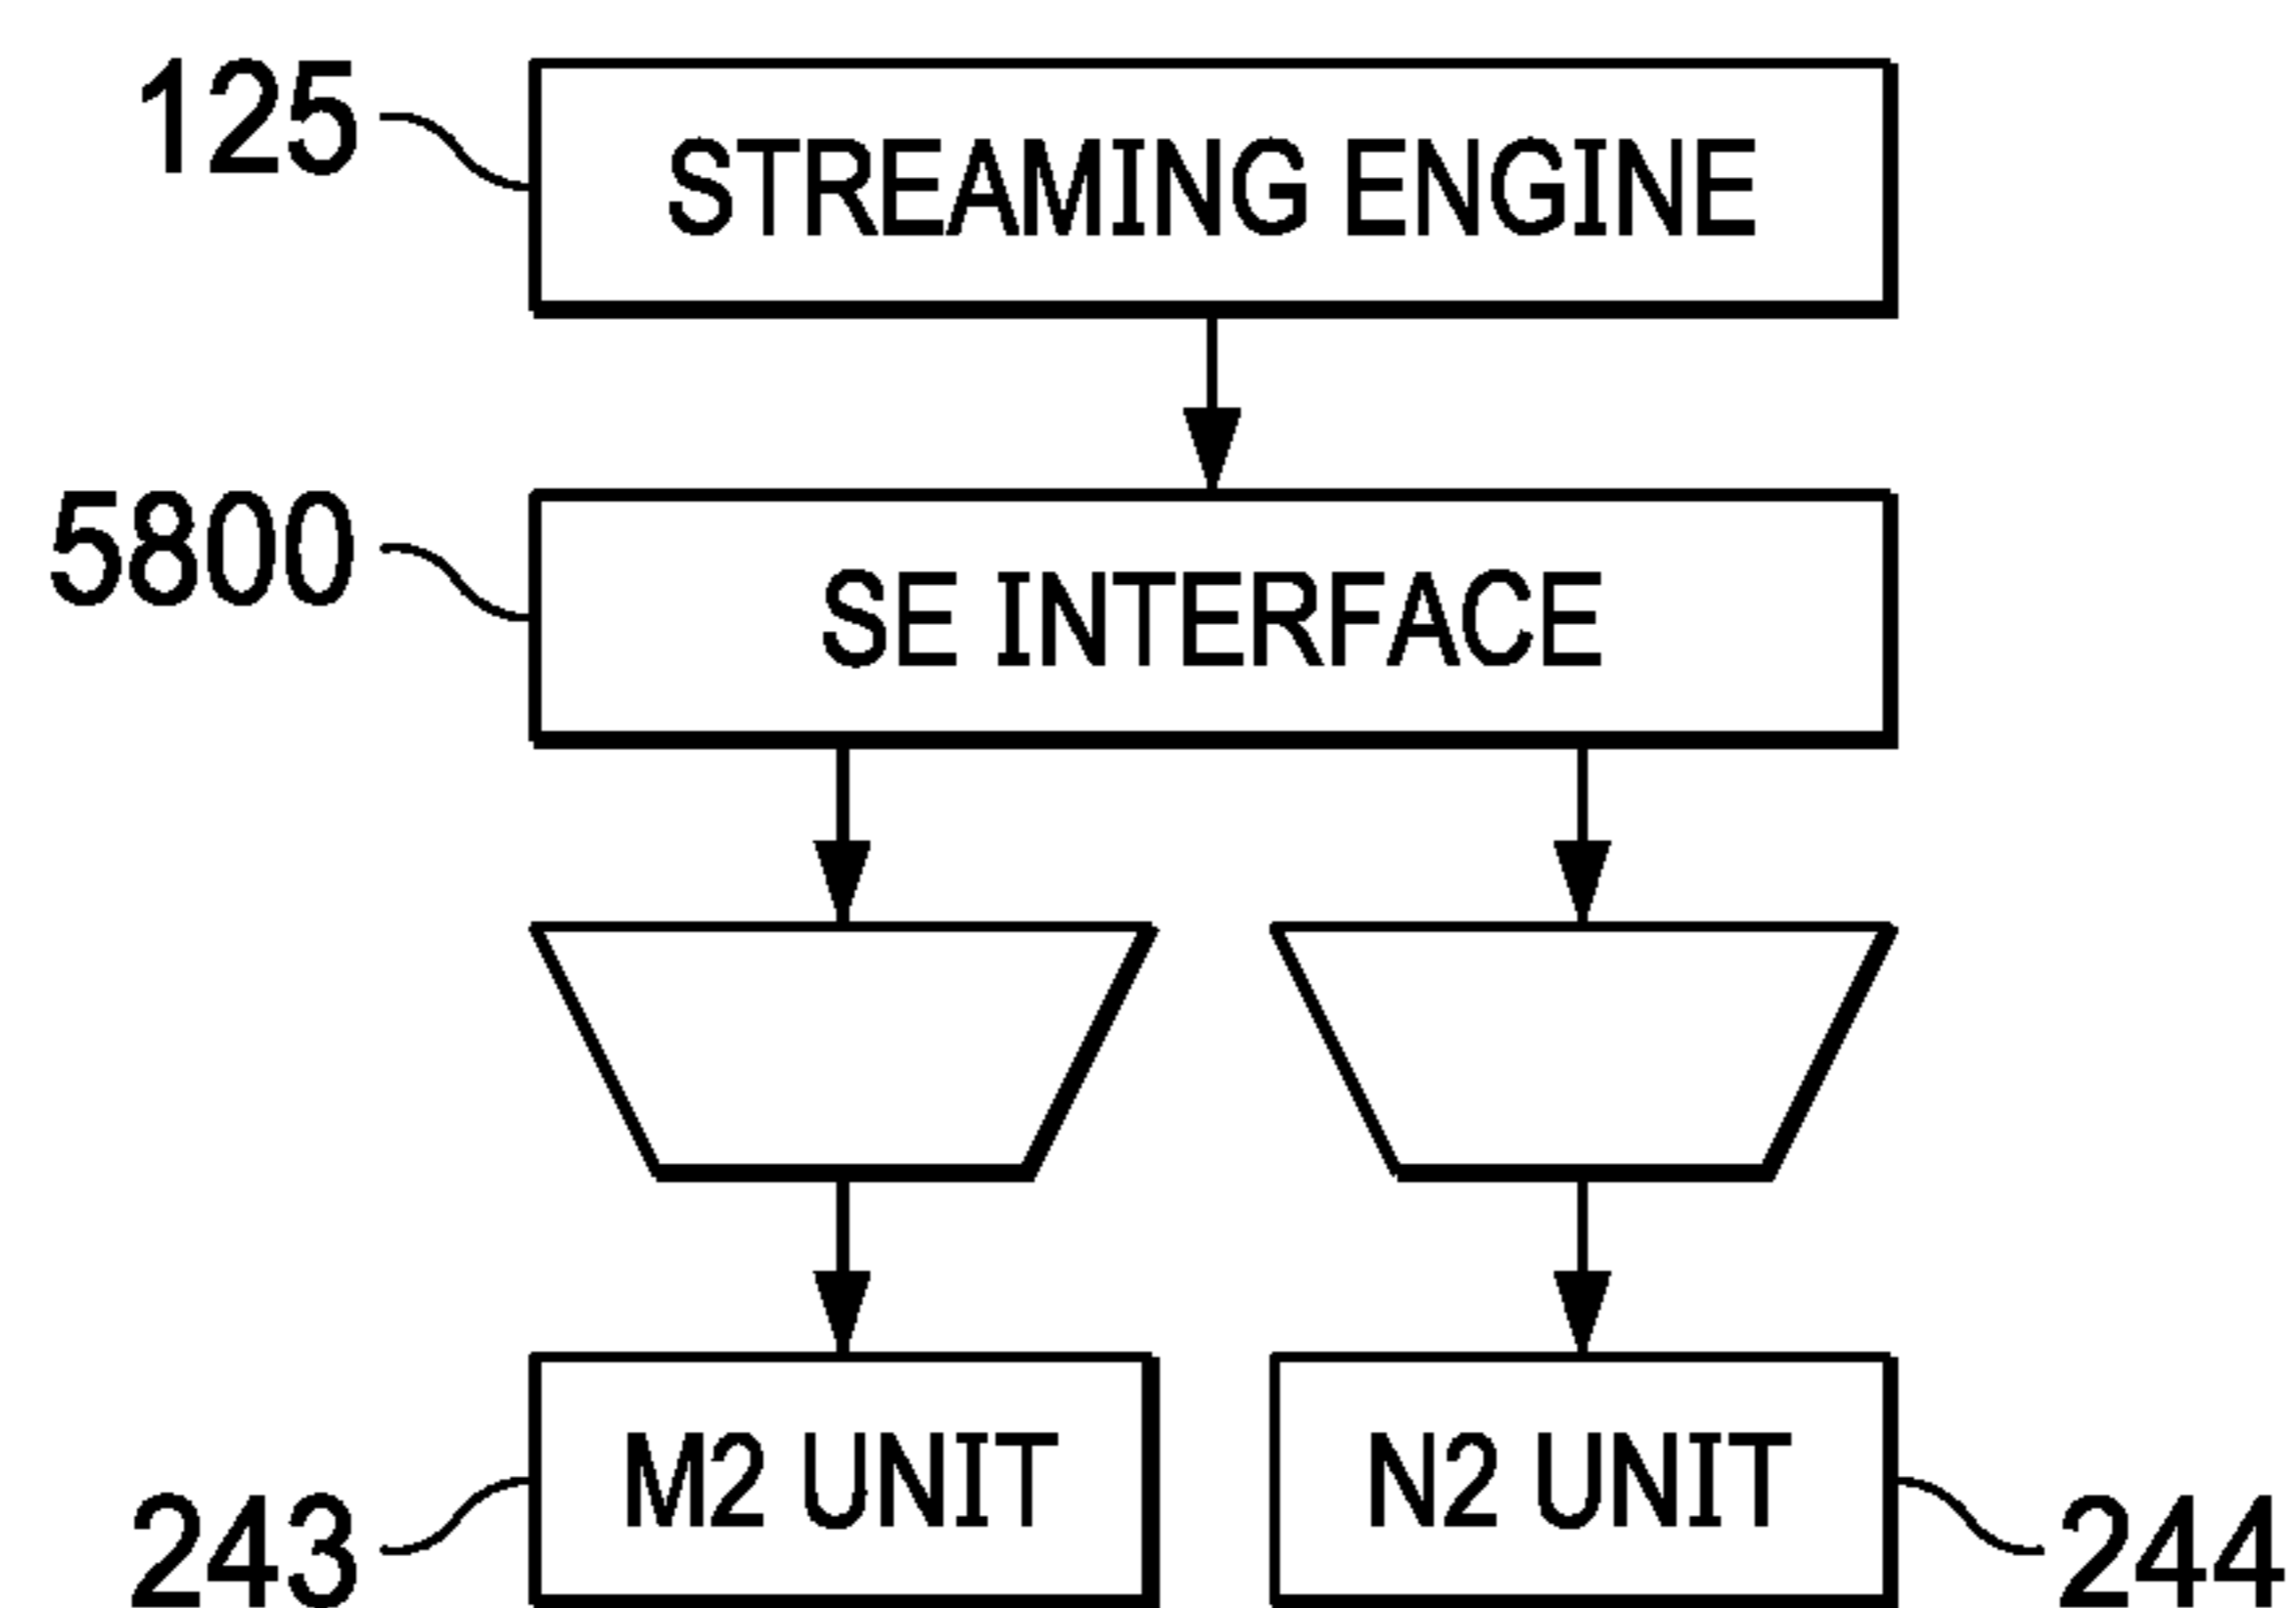 125
STREAMING ENGINE
5800
SE INTERFACE
M2 UNIT
N2 UNIT
243
244